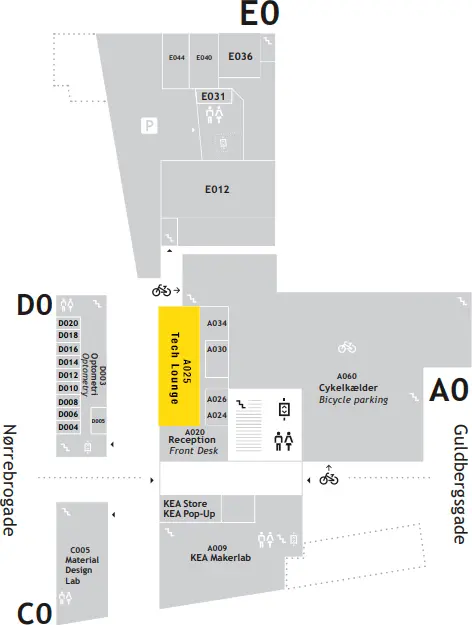 E0
E044
E040
E036
E031
P
E012
D0
D020
D018
D016
D014
D012
D010
D008
D006
D004
D003
Optometri
Optometry
D005
A025
Tech Lounge
A034
A030
A026
A024
A020
Reception
Front Desk
A060
Cykelkælder
Bicycle parking
A0
Nørrebrogade
Guldbergsgade
KEA Store
KEA Pop-Up
A009
KEA Makerlab
C005
Material
Design
Lab
C0